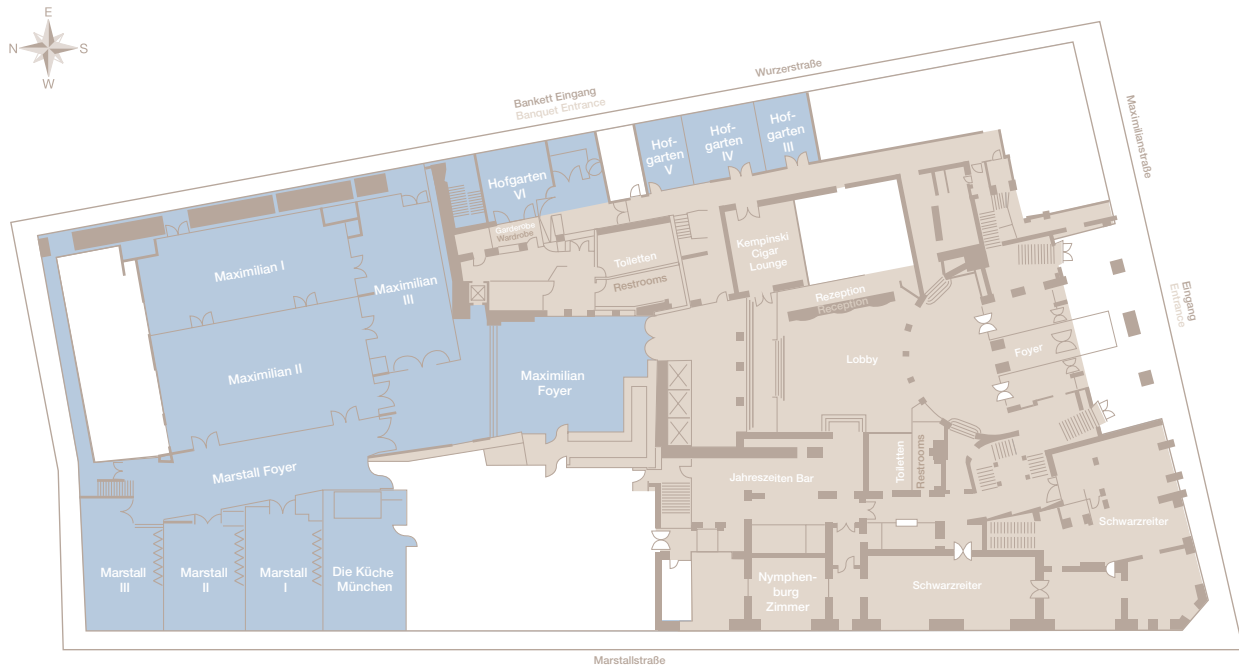 E
N
S
W
Wurzerstraße
Bankett Eingang
Banquet Entrance
Maximilianstraße
Hof-
garten
V
Hof-
garten
IV
Hof-
garten
III
Hofgarten
VI
Garderobe
Wardrobe
Toiletten
Restrooms
Kempinski
Cigar
Lounge
Maximilian I
Maximilian
III
Maximilian II
Maximilian
Foyer
Rezeption
Reception
Lobby
Foyer
Eingang
Entrance
Marstall Foyer
Jahreszeiten Bar
Toiletten
Restrooms
Schwarzreiter
Marstall
III
Marstall
II
Marstall
I
Die Küche
München
Nymphen-
burg
Zimmer
Schwarzreiter
Marstallstraße